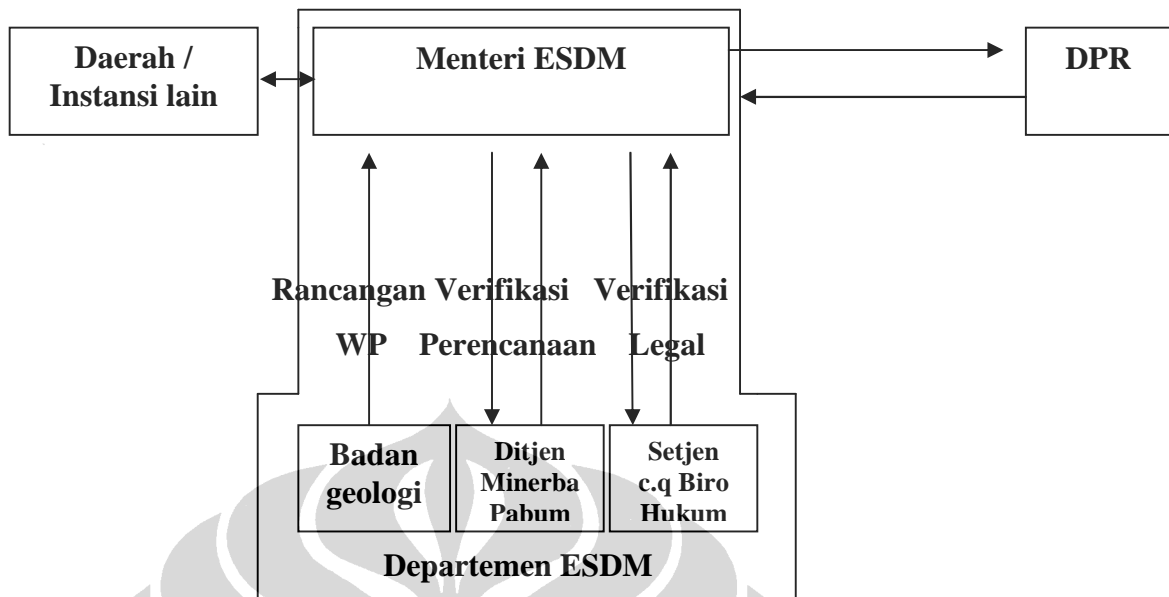 Daerah /
Instansi lain
Menteri ESDM
DPR
Rancangan
WP
Verifikasi
Perencanaan
Verifikasi
Legal
Badan
geologi
Ditjen
Minerba
Pabum
Setjen
c.q Biro
Hukum
Departemen ESDM